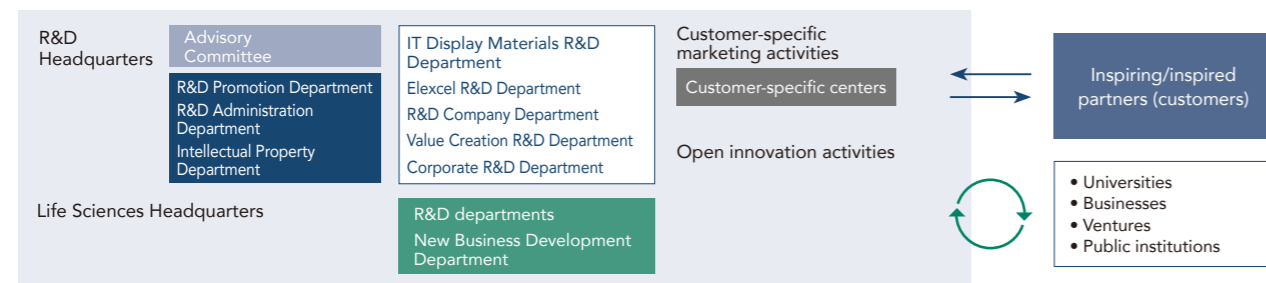 R&D
Headquarters
Advisory
Committee
R&D Promotion Department
R&D Administration
Department
Intellectual Property
Department
IT Display Materials R&D
Department
Elexcel R&D Department
R&D Company Department
Value Creation R&D Department
Corporate R&D Department
Customer-specific
marketing activities
Customer-specific centers
Open innovation activities
Inspiring/inspired
partners (customers)
Life Sciences Headquarters
R&D departments
New Business Development
Department
• Universities
• Businesses
• Ventures
• Public institutions